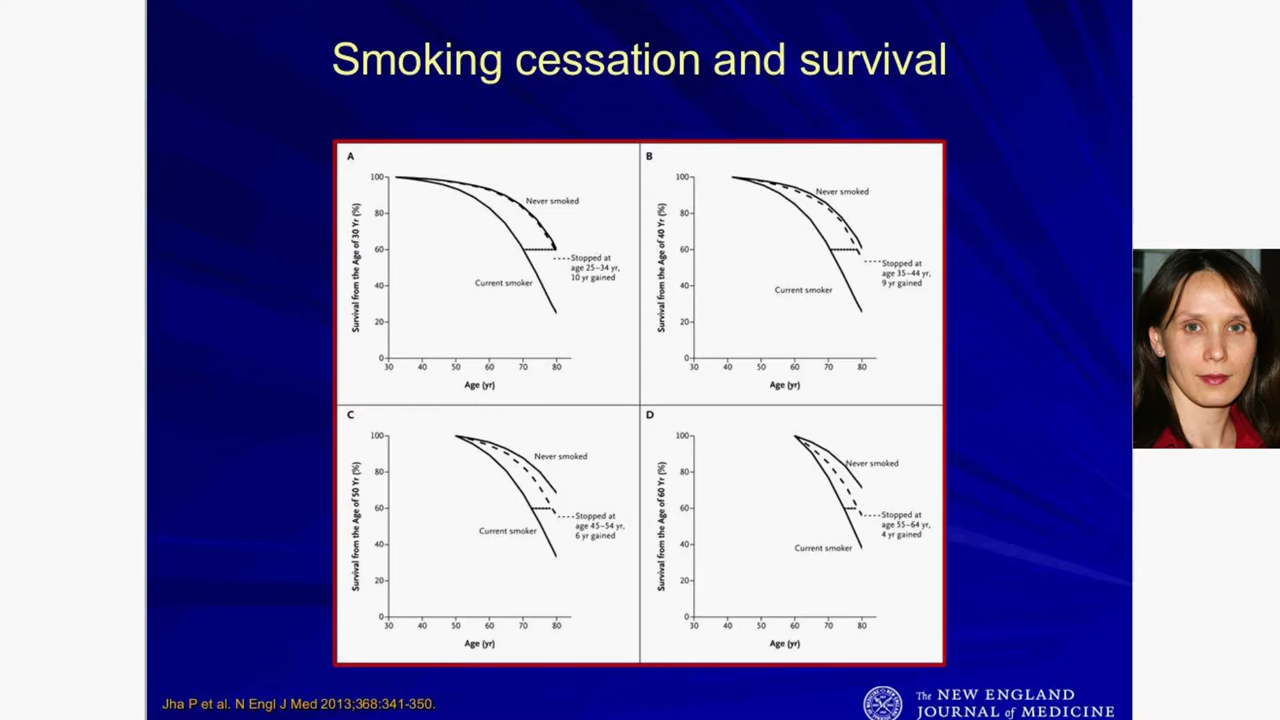 Smoking cessation and survival
A
100
80
60
40
20
0
Survival from the Age of 30 Yr (%)
Never smoked
Current smoker
Stopped at
age 25–34 yr,
10 yr gained
30 40 50 60 70 80
Age (yr)
B
100
80
60
40
20
0
Survival from the Age of 40 Yr (%)
Never smoked
Current smoker
Stopped at
age 35–44 yr,
9 yr gained
30 40 50 60 70 80
Age (yr)
C
100
80
60
40
20
0
Survival from the Age of 50 Yr (%)
Never smoked
Current smoker
Stopped at
age 45–54 yr,
6 yr gained
30 40 50 60 70 80
Age (yr)
D
100
80
60
40
20
0
Survival from the Age of 60 Yr (%)
Never smoked
Current smoker
Stopped at
age 55–64 yr,
4 yr gained
30 40 50 60 70 80
Age (yr)
Jha P et al. N Engl J Med 2013;368:341-350.
The NEW ENGLAND
JOURNAL of MEDICINE